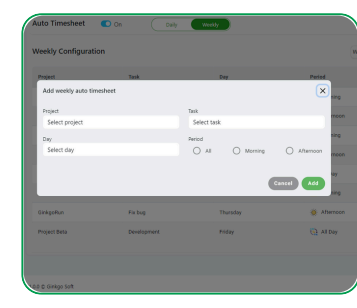 Auto Timesheet On Daily Weekly
Weekly Configuration
Project Task Day Period
Add weekly auto timesheet
Project Task
Select project Select task
Day Period
Select day All Morning Afternoon
Cancel Add
GinkgoRun Fix bug Thursday Afternoon
Project Beta Development Friday All Day
© Ginkgo Soft